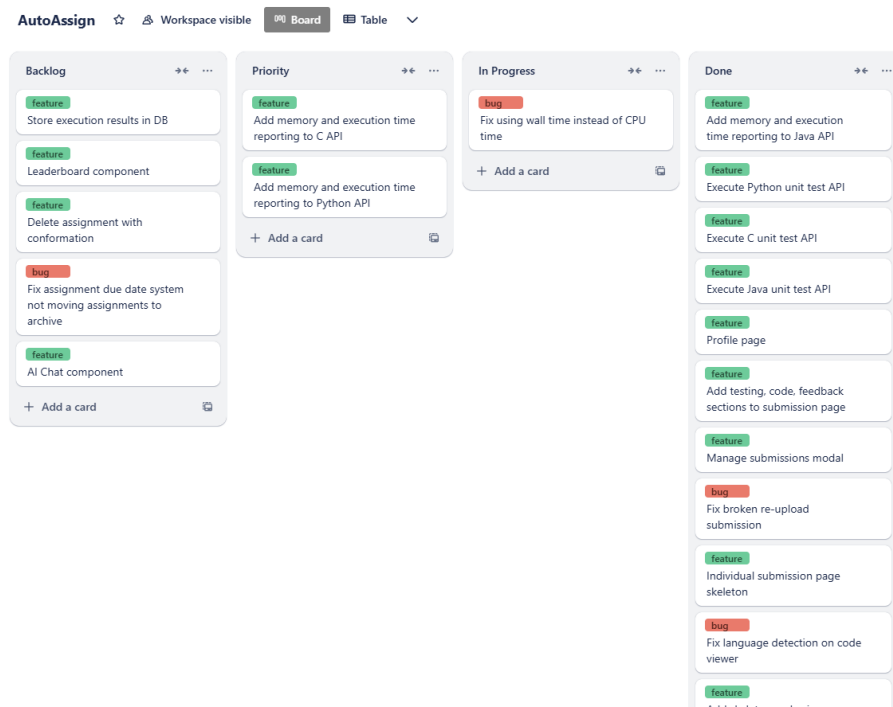 AutoAssign
Workspace visible
Board
Table
Backlog
feature
Store execution results in DB
feature
Leaderboard component
feature
Delete assignment with
conformation
bug
Fix assignment due date system
not moving assignments to
archive
feature
AI Chat component
+ Add a card
Priority
feature
Add memory and execution time
reporting to C API
feature
Add memory and execution time
reporting to Python API
+ Add a card
In Progress
bug
Fix using wall time instead of CPU
time
+ Add a card
Done
feature
Add memory and execution
time reporting to Java API
feature
Execute Python unit test API
feature
Execute C unit test API
feature
Execute Java unit test API
feature
Profile page
feature
Add testing, code, feedback
sections to submission page
feature
Manage submissions modal
bug
Fix broken re-upload
submission
feature
Individual submission page
skeleton
bug
Fix language detection on code
viewer
feature